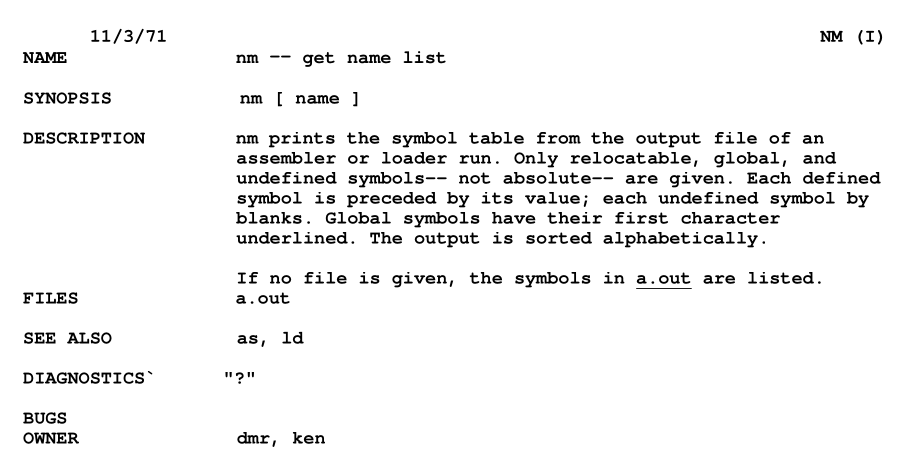 11/3/71 NM (I)
NAME nm -- get name list
SYNOPSIS nm [ name ]
DESCRIPTION nm prints the symbol table from the output file of an
assembler or loader run. Only relocatable, global, and
undefined symbols-- not absolute-- are given. Each defined
symbol is preceded by its value; each undefined symbol by
blanks. Global symbols have their first character
underlined. The output is sorted alphabetically.
If no file is given, the symbols in a.out are listed.
FILES a.out
SEE ALSO as, ld
DIAGNOSTICS` "?"
BUGS
OWNER dmr, ken